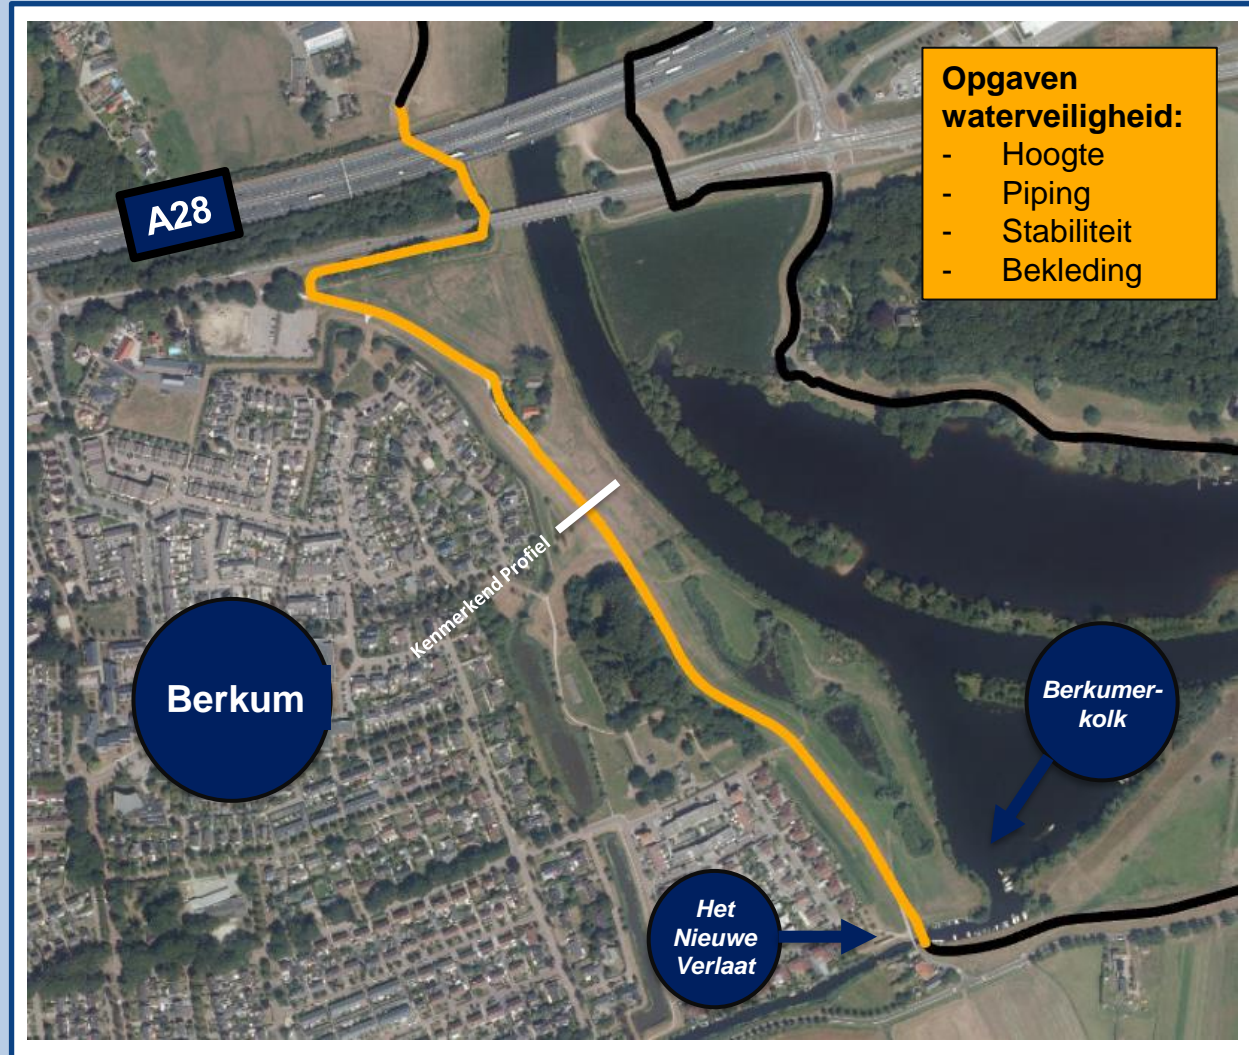 Opgaven
waterveiligheid:
- Hoogte
- Piping
- Stabiliteit
- Bekleding
A28
Kenmerkend Profiel
Berkum
Berkumer-
kolk
Het
Nieuwe
Verlaat